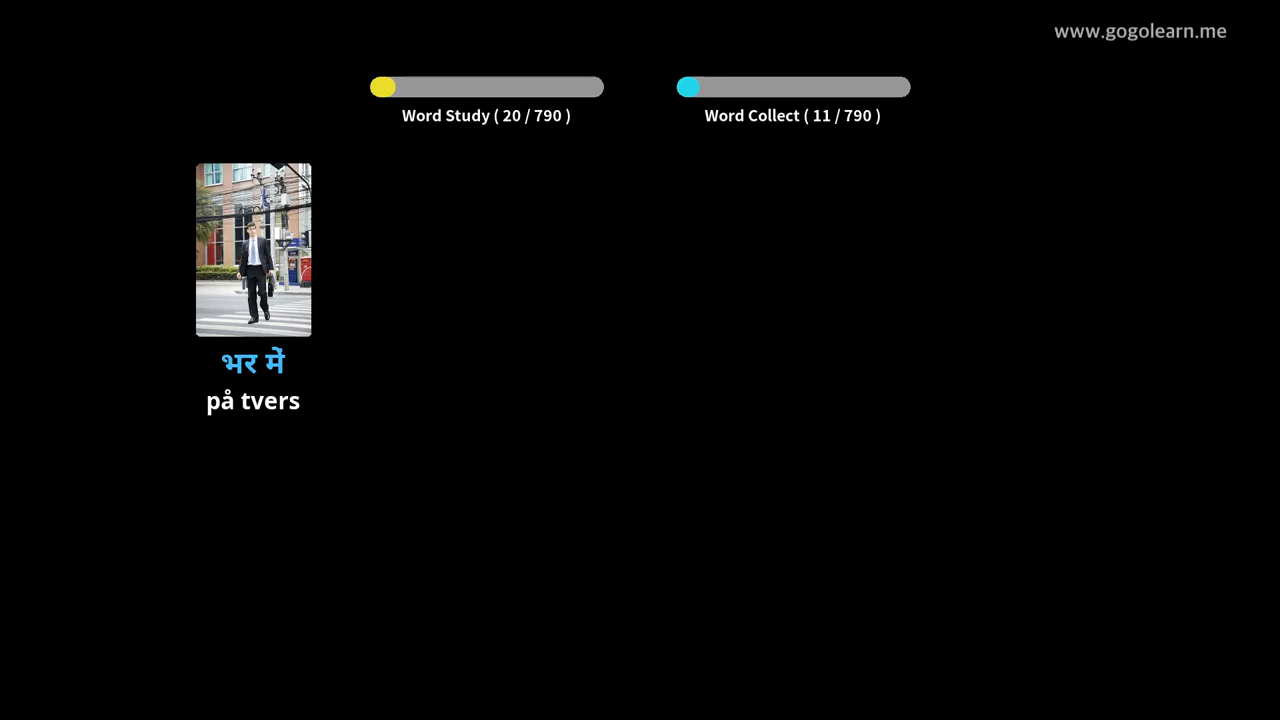 www.gogolearn.me
Word Study ( 20 / 790 )
Word Collect ( 11 / 790 )
भर में
på tvers